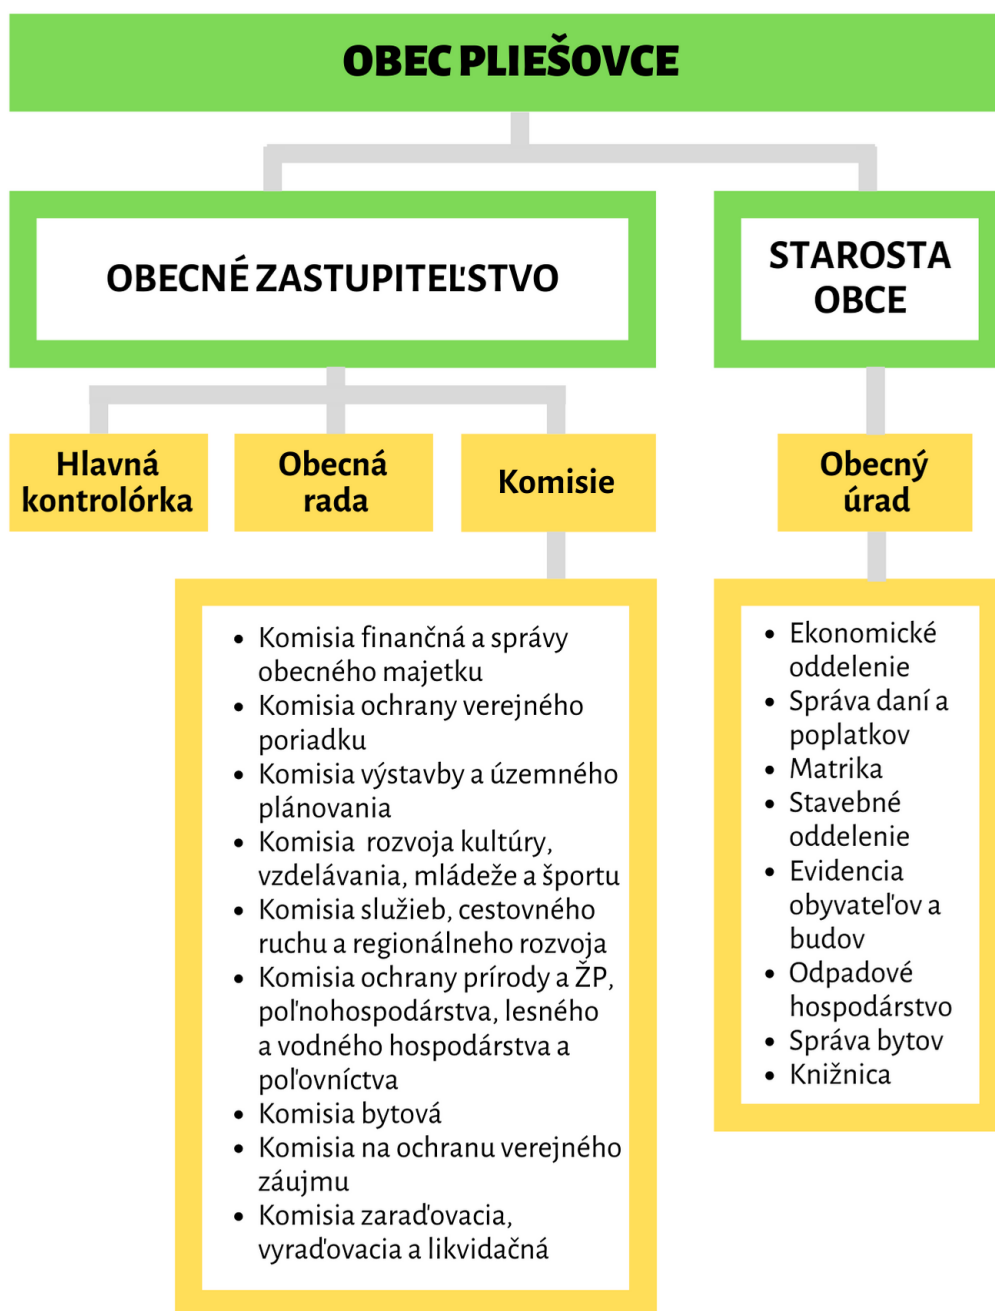 OBEC PLIEŠOVCE
OBECNÉ ZASTUPITEĽSTVO
STAROSTA
OBCE
Hlavná
kontrolórka
Obecná
rada
Komisie
Obecný
úrad
• Komisia finančná a správy
obecného majetku
• Komisia ochrany verejného
poriadku
• Komisia výstavby a územného
plánovania
• Komisia  rozvoja kultúry,
vzdelávania, mládeže a športu
• Komisia služieb, cestovného
ruchu a regionálneho rozvoja
• Komisia ochrany prírody a ŽP,
poľnohospodárstva, lesného
a vodného hospodárstva a
poľovníctva
• Komisia bytová
• Komisia na ochranu verejného
záujmu
• Komisia zaraďovacia,
vyraďovacia a likvidačná
• Ekonomické
oddelenie
• Správa daní a
poplatkov
• Matrika
• Stavebné
oddelenie
• Evidencia
obyvateľov a
budov
• Odpadové
hospodárstvo
• Správa bytov
• Knižnica